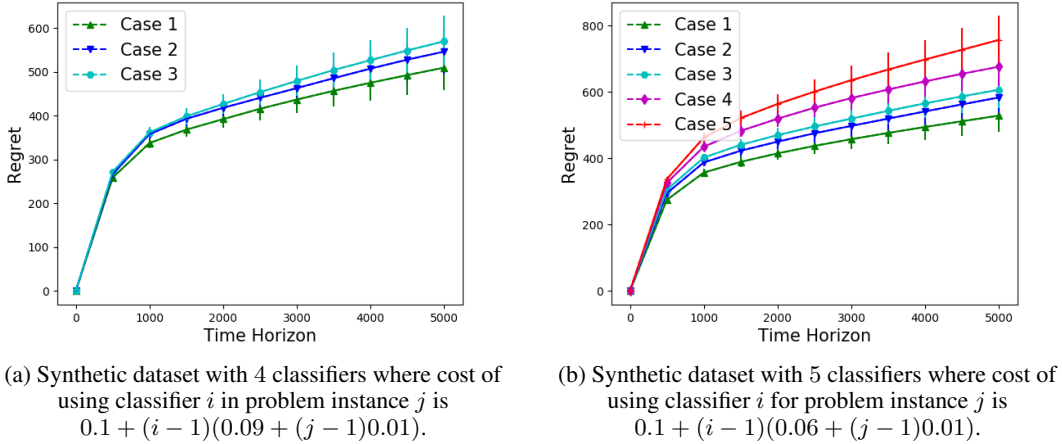 Case 1
Case 2
Case 3
Regret
600
500
400
300
200
100
0
0 1000 2000 3000 4000 5000
Time Horizon
(a) Synthetic dataset with 4 classifiers where cost of
using classifier i in problem instance j is
0.1 + (i − 1)(0.09 + (j − 1)0.01).
Case 1
Case 2
Case 3
Case 4
Case 5
Regret
800
600
400
200
0
0 1000 2000 3000 4000 5000
Time Horizon
(b) Synthetic dataset with 5 classifiers where cost of
using classifier i for problem instance j is
0.1 + (i − 1)(0.06 + (j − 1)0.01).